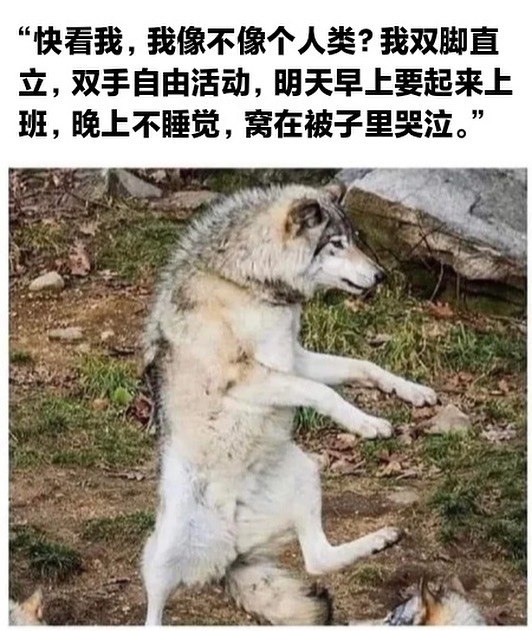 “快看我，我像不像个人类？我双脚直
立，双手自由活动，明天早上要起来上
班，晚上不睡觉，窝在被子里哭泣。”